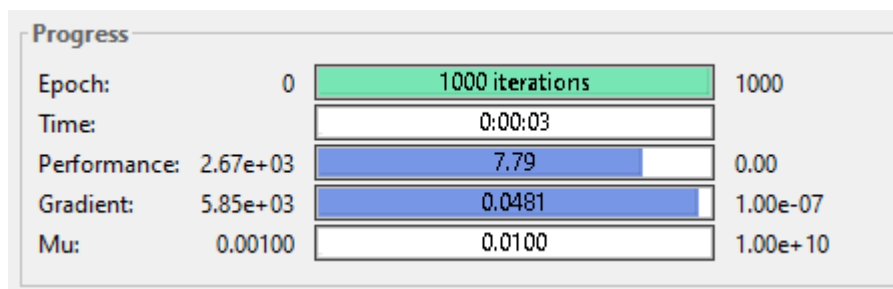 Progress
Epoch: 0 1000 iterations 1000
Time: 0:00:03
Performance: 2.67e+03 7.79 0.00
Gradient: 5.85e+03 0.0481 1.00e-07
Mu: 0.00100 0.0100 1.00e+10